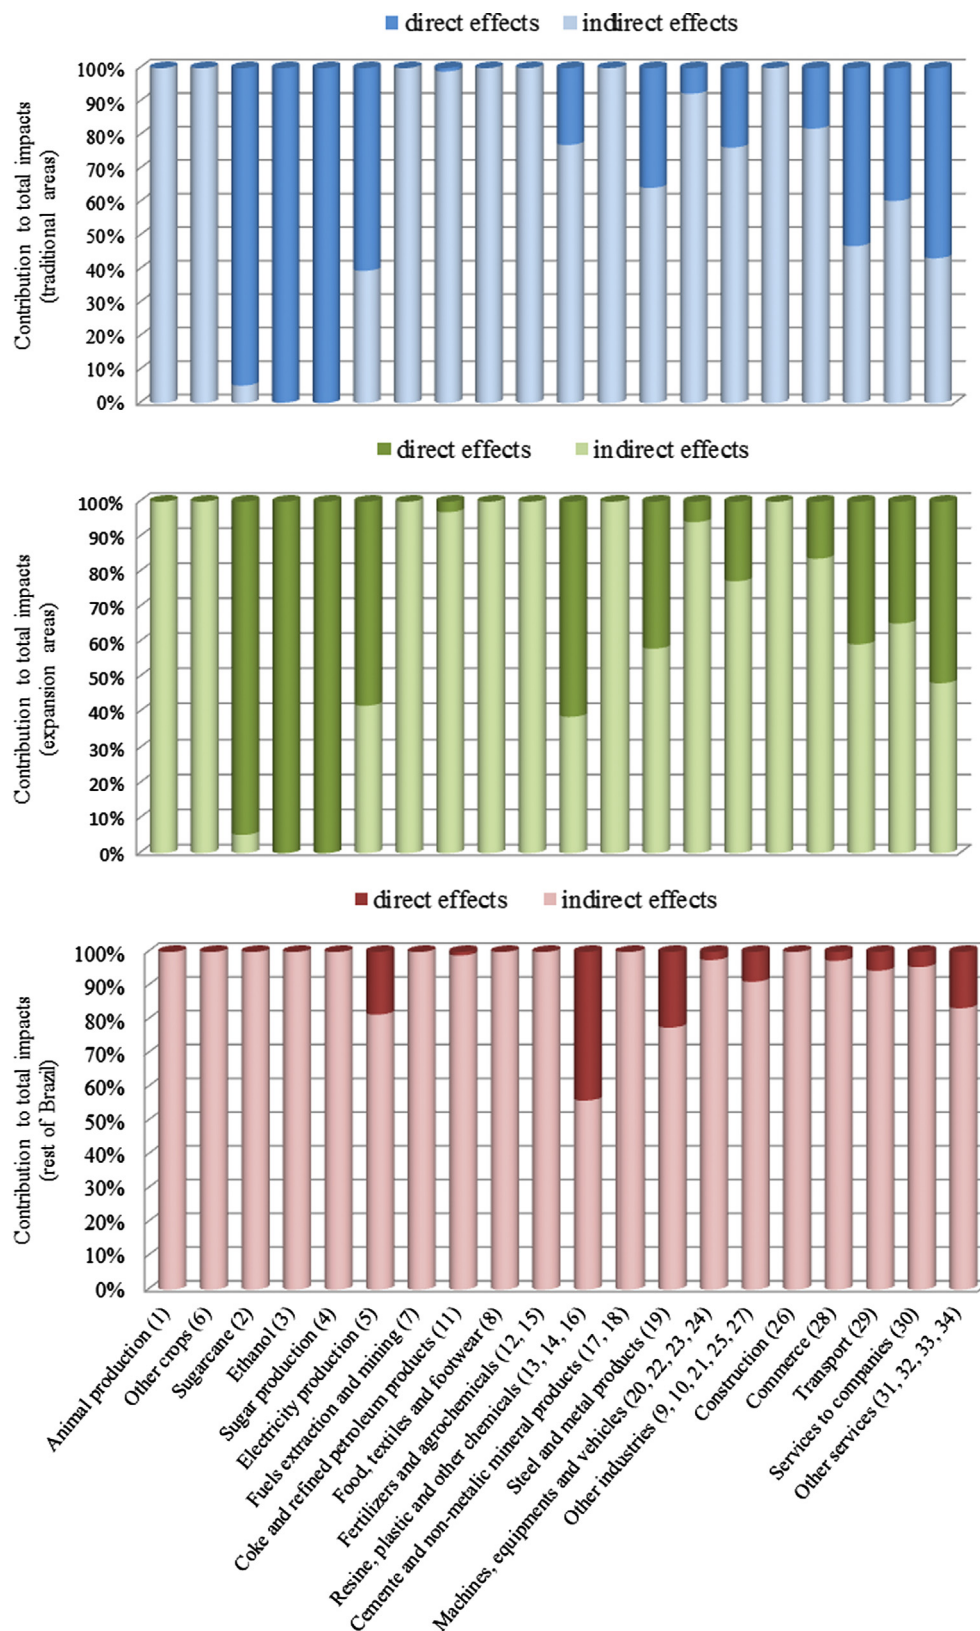 direct effects indirect effects
Contribution to total impacts
(traditional areas)
100%
90%
80%
70%
60%
50%
40%
30%
20%
10%
0%
direct effects indirect effects
Contribution to total impacts
(expansion areas)
100%
90%
80%
70%
60%
50%
40%
30%
20%
10%
0%
direct effects indirect effects
Contribution to total impacts
(rest of Brazil)
100%
90%
80%
70%
60%
50%
40%
30%
20%
10%
0%
Animal production (1)
Other crops (6)
Sugarcane (2)
Ethanol (3)
Sugar production (4)
Electricity production (5)
Fuels extraction and mining (7)
Coke and refined petroleum products (11)
Food, textiles and footwear (8)
Fertilizers and agrochemicals (12, 15)
Resine, plastic and other chemicals (13, 14, 16)
Cemente and non-metalic mineral products (17, 18)
Steel and metal products (19)
Machines, equipments and vehicles (20, 22, 23, 24)
Other industries (9, 10, 21, 25, 27)
Construction (26)
Commerce (28)
Transport (29)
Services to companies (30)
Other services (31, 32, 33, 34)